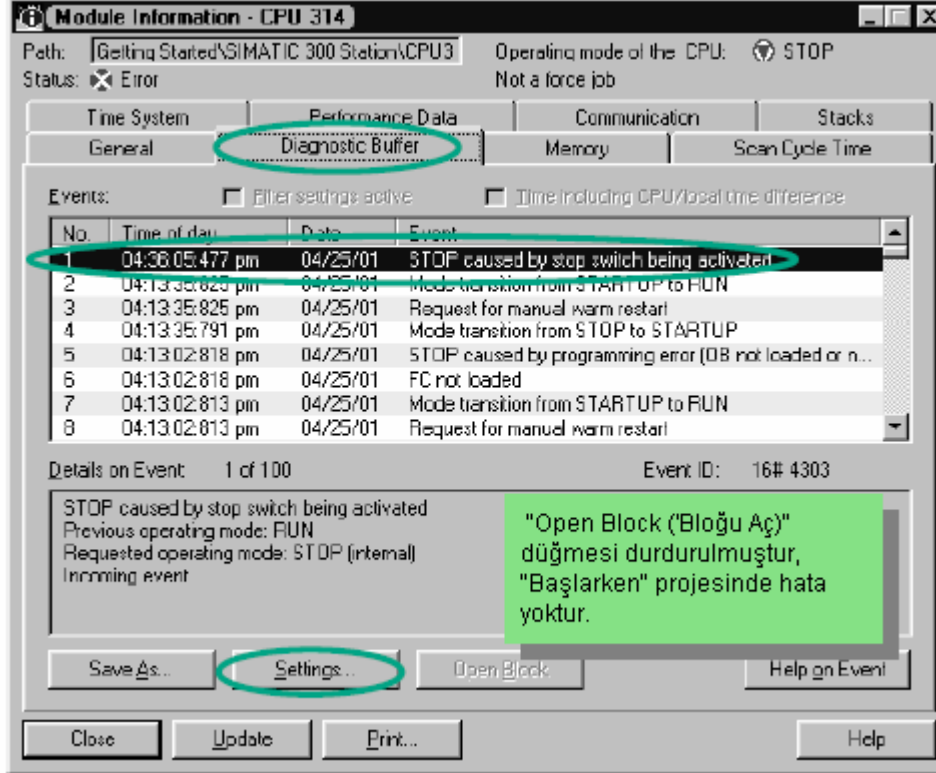 Module Information - CPU 314
Path: Getting Started\SIMATIC 300 Station\CPU3 Operating mode of the CPU: STOP
Status: Error Not a force job
Time System Performance Data Communication Stacks
General Diagnostic Buffer Memory Scan Cycle Time
Events: Filter settings active Time including CPU/local time difference
No. Time of day Date Event
1 04:36:05:477 pm 04/25/01 STOP caused by stop switch being activated
2 04:13:35:825 pm 04/25/01 Mode transition from STARTUP to RUN
3 04:13:35:825 pm 04/25/01 Request for manual warm restart
4 04:13:35:791 pm 04/25/01 Mode transition from STOP to STARTUP
5 04:13:02:818 pm 04/25/01 STOP caused by programming error (OB not loaded or n...
6 04:13:02:818 pm 04/25/01 FC not loaded
7 04:13:02:813 pm 04/25/01 Mode transition from STARTUP to RUN
8 04:13:02:813 pm 04/25/01 Request for manual warm restart
Details on Event: 1 of 100 Event ID: 16# 4303
STOP caused by stop switch being activated
Previous operating mode: RUN
Requested operating mode: STOP (internal)
Incoming event
"Open Block ('Bloğu Aç)"
düğmesi durdurulmuştur,
"Başlarken" projesinde hata
yoktur.
Save As... Settings... Open Block Help on Event
Close Update Print... Help